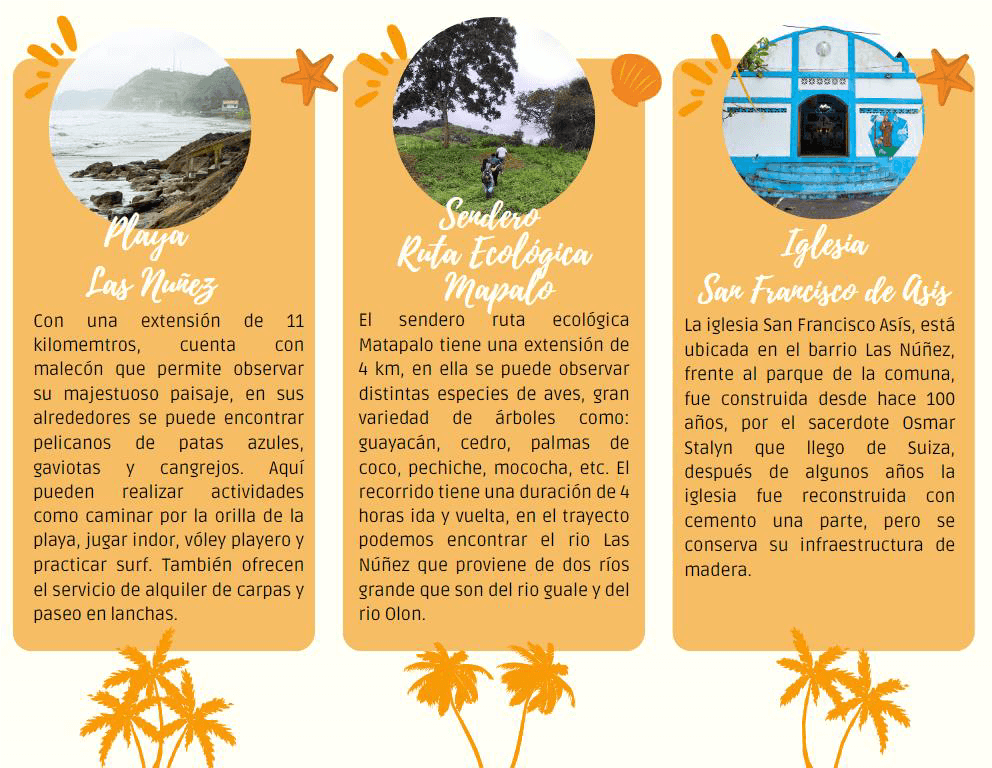 Playa
Las Nuñez
Con una extensión de 11
kilomemtros, cuenta con
malecón que permite observar
su majestuoso paisaje, en sus
alrededores se puede encontrar
pelicanos de patas azules,
gaviotas y cangrejos. Aquí
pueden realizar actividades
como caminar por la orilla de la
playa, jugar indor, vóley playero y
practicar surf. También ofrecen
el servicio de alquiler de carpas y
paseo en lanchas.
Sendero
Ruta Ecológica
Mapalo
El sendero ruta ecológica
Matapalo tiene una extensión de
4 km, en ella se puede observar
distintas especies de aves, gran
variedad de árboles como:
guayacán, cedro, palmas de
coco, pechiche, mococha, etc. El
recorrido tiene una duración de 4
horas ida y vuelta, en el trayecto
podemos encontrar el rio Las
Núñez que proviene de dos ríos
grande que son del rio guale y del
rio Olon.
Iglesia
San Francisco de Asis
La iglesia San Francisco Asís, está
ubicada en el barrio Las Núñez,
frente al parque de la comuna,
fue construida desde hace 100
años, por el sacerdote Osmar
Stalyn que llego de Suiza,
después de algunos años la
iglesia fue reconstruida con
cemento una parte, pero se
conserva su infraestructura de
madera.